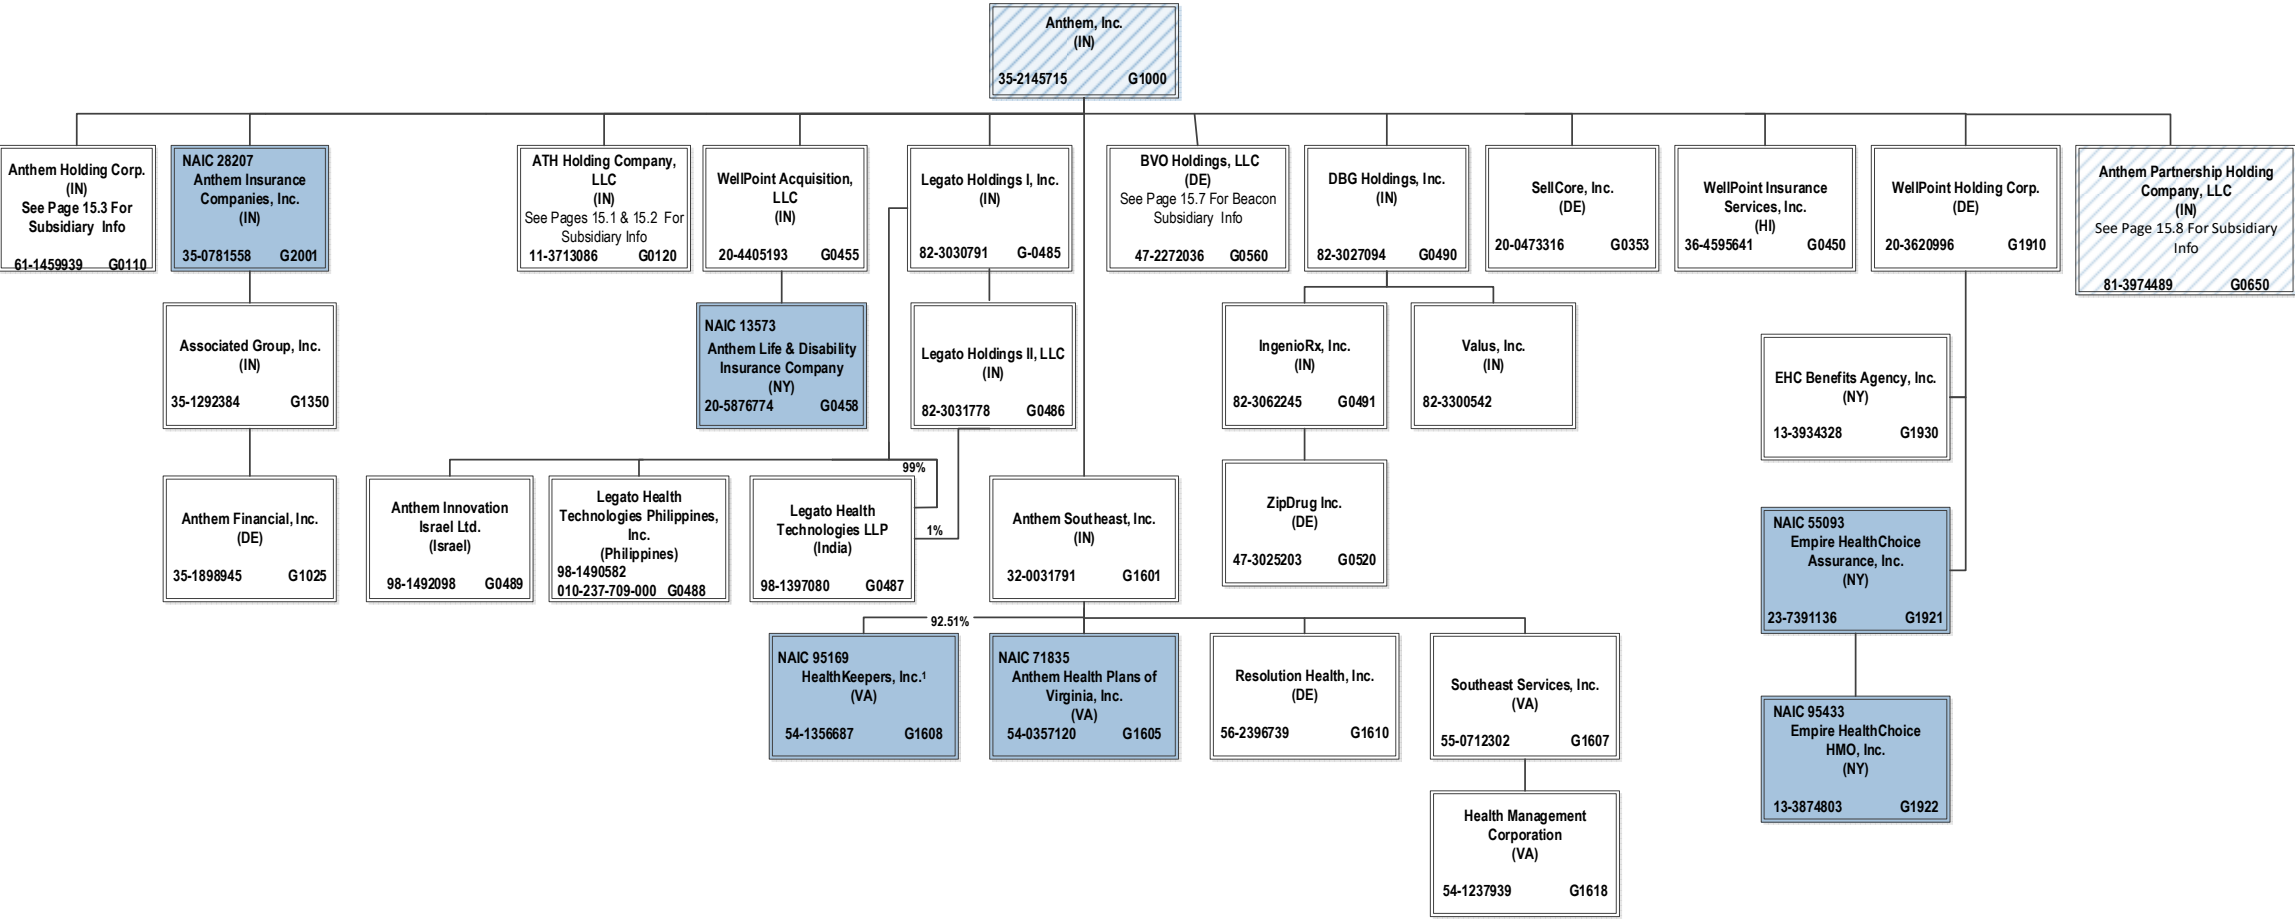 Anthem, Inc.
(IN)
35-2145715 G1000
Anthem Holding Corp.
(IN)
See Page 15.3 For
Subsidiary Info
61-1459939 G0110
NAIC 28207
Anthem Insurance
Companies, Inc.
(IN)
35-0781558 G2001
ATH Holding Company,
LLC
(IN)
See Pages 15.1 & 15.2 For
Subsidiary Info
11-3713086 G0120
WellPoint Acquisition,
LLC
(IN)
20-4405193 G0455
Legato Holdings I, Inc.
(IN)
82-3030791 G-0485
BVO Holdings, LLC
(DE)
See Page 15.7 For Beacon
Subsidiary Info
47-2272036 G0560
DBG Holdings, Inc.
(IN)
82-3027094 G0490
SellCore, Inc.
(DE)
20-0473316 G0353
WellPoint Insurance
Services, Inc.
(HI)
36-4595641 G0450
WellPoint Holding Corp.
(DE)
20-3620996 G1910
Anthem Partnership Holding
Company, LLC
(IN)
See Page 15.8 For Subsidiary
Info
81-3974489 G0650
Associated Group, Inc.
(IN)
35-1292384 G1350
NAIC 13573
Anthem Life & Disability
Insurance Company
(NY)
20-5876774 G0458
Legato Holdings II, LLC
(IN)
82-3031778 G0486
IngenioRx, Inc.
(IN)
82-3062245 G0491
Valus, Inc.
(IN)
82-3300542
EHC Benefits Agency, Inc.
(NY)
13-3934328 G1930
99%
1%
Anthem Financial, Inc.
(DE)
35-1898945 G1025
Anthem Innovation
Israel Ltd.
(Israel)
98-1492098 G0489
Legato Health
Technologies Philippines,
Inc.
(Philippines)
98-1490582
010-237-709-000 G0488
Legato Health
Technologies LLP
(India)
98-1397080 G0487
Anthem Southeast, Inc.
(IN)
32-0031791 G1601
ZipDrug Inc.
(DE)
47-3025203 G0520
NAIC 55093
Empire HealthChoice
Assurance, Inc.
(NY)
23-7391136 G1921
92.51%
NAIC 95169
HealthKeepers, Inc.¹
(VA)
54-1356687 G1608
NAIC 71835
Anthem Health Plans of
Virginia, Inc.
(VA)
54-0357120 G1605
Resolution Health, Inc.
(DE)
56-2396739 G1610
Southeast Services, Inc.
(VA)
55-0712302 G1607
NAIC 95433
Empire HealthChoice
HMO, Inc.
(NY)
13-3874803 G1922
Health Management
Corporation
(VA)
54-1237939 G1618